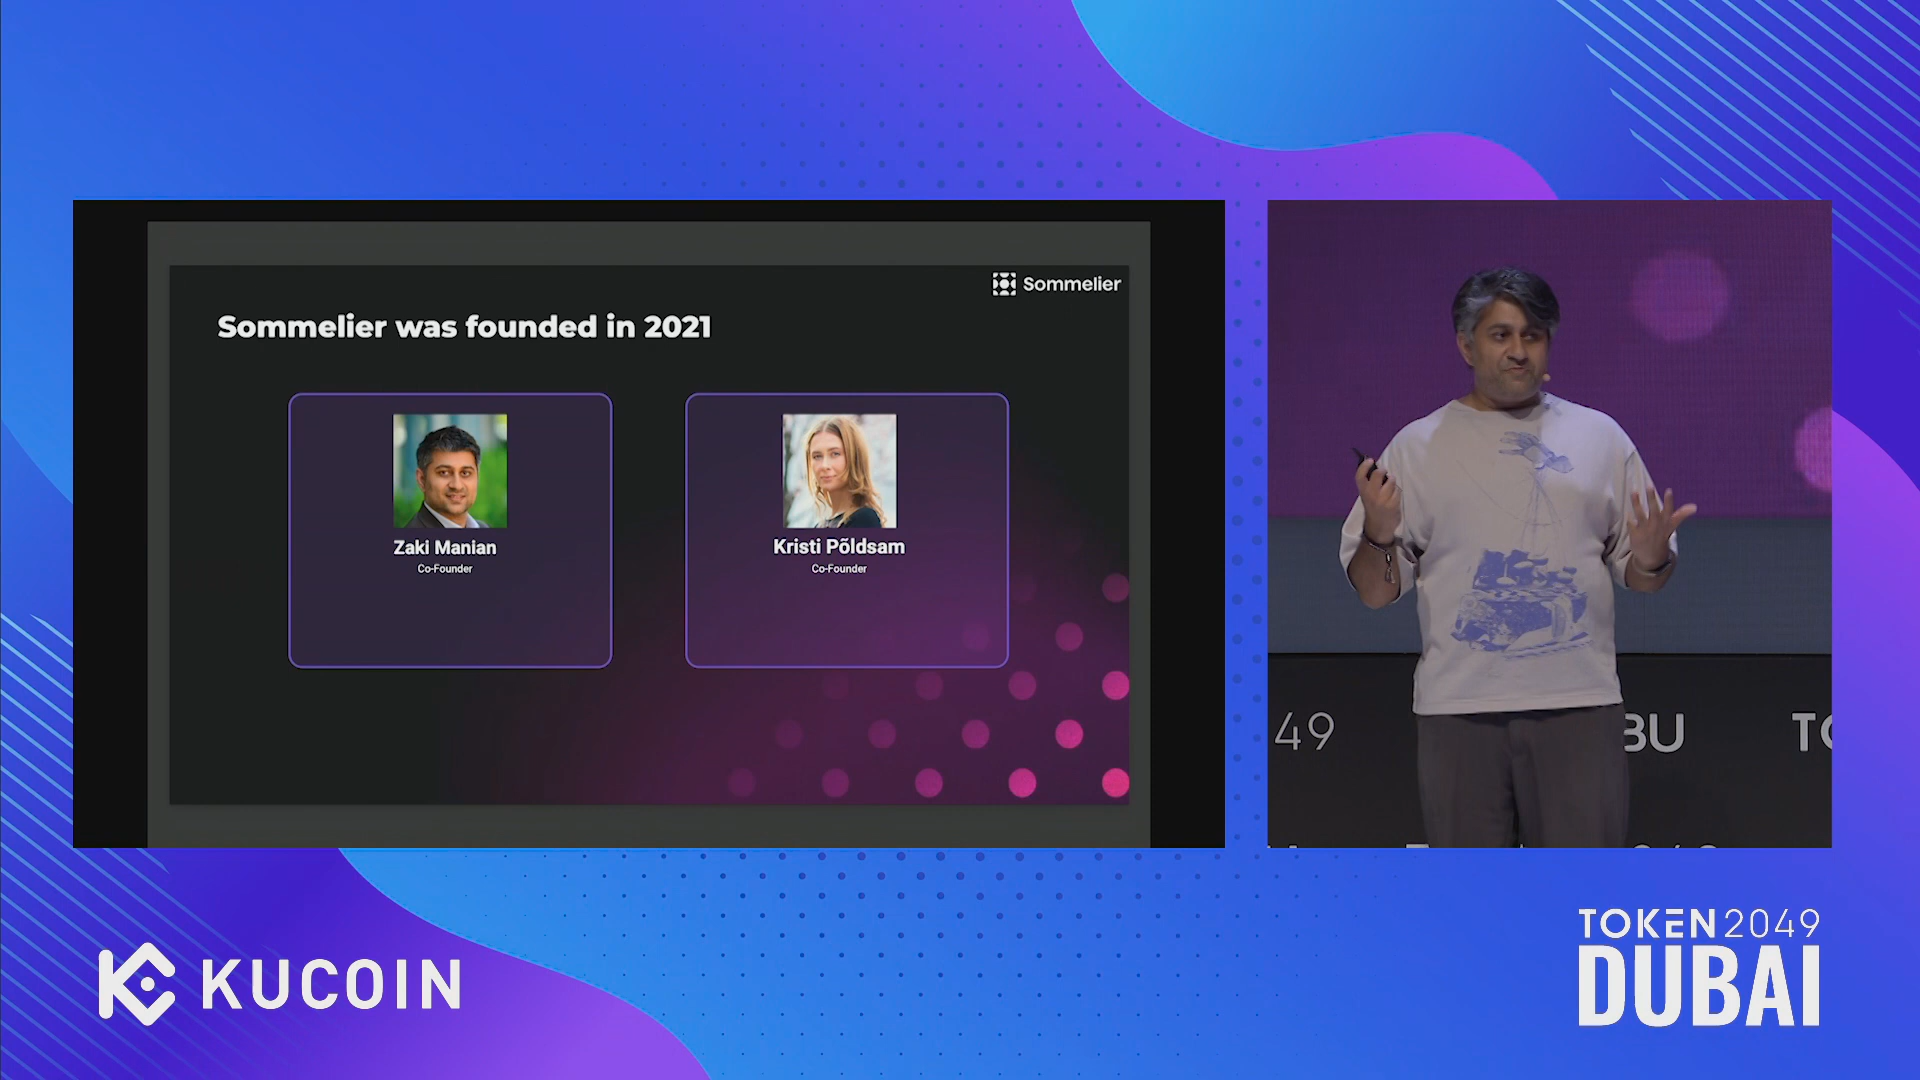 Sommelier
Sommelier was founded in 2021
Zaki Manian
Co-Founder
Kristi Põldsam
Co-Founder
49
BU
TO
KUCOIN
TOKEN2049
DUBAI